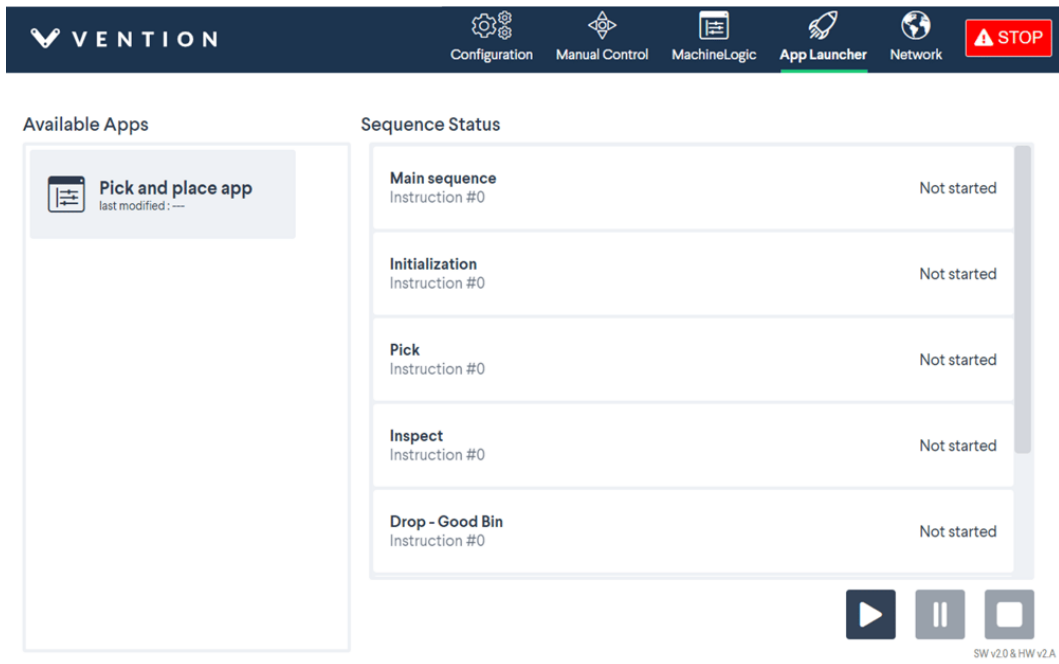 VENTION
Configuration
Manual Control
MachineLogic
App Launcher
Network
STOP
Available Apps
Pick and place app
last modified : ---
Sequence Status
Main sequence
Instruction #0
Not started
Initialization
Instruction #0
Not started
Pick
Instruction #0
Not started
Inspect
Instruction #0
Not started
Drop - Good Bin
Instruction #0
Not started
SW v2.0 & HW v2.A